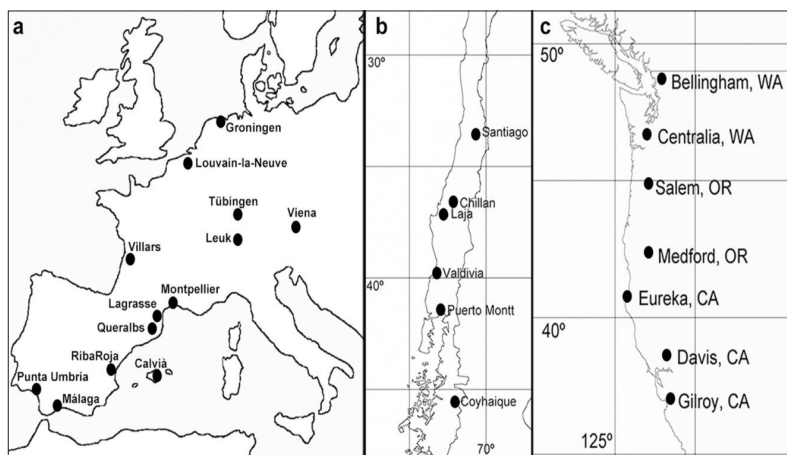 a
Groningen
Louvain-la-Neuve
Tübingen
Viena
Leuk
Villars
Montpellier
Lagrasse
Queralbs
RibaRoja
Calvià
Punta Umbria
Málaga
b
30º
Santiago
Chillan
Laja
Valdivia
40º
Puerto Montt
Coyhaique
70º
c
50º
Bellingham, WA
Centralia, WA
Salem, OR
Medford, OR
Eureka, CA
40º
Davis, CA
Gilroy, CA
125º